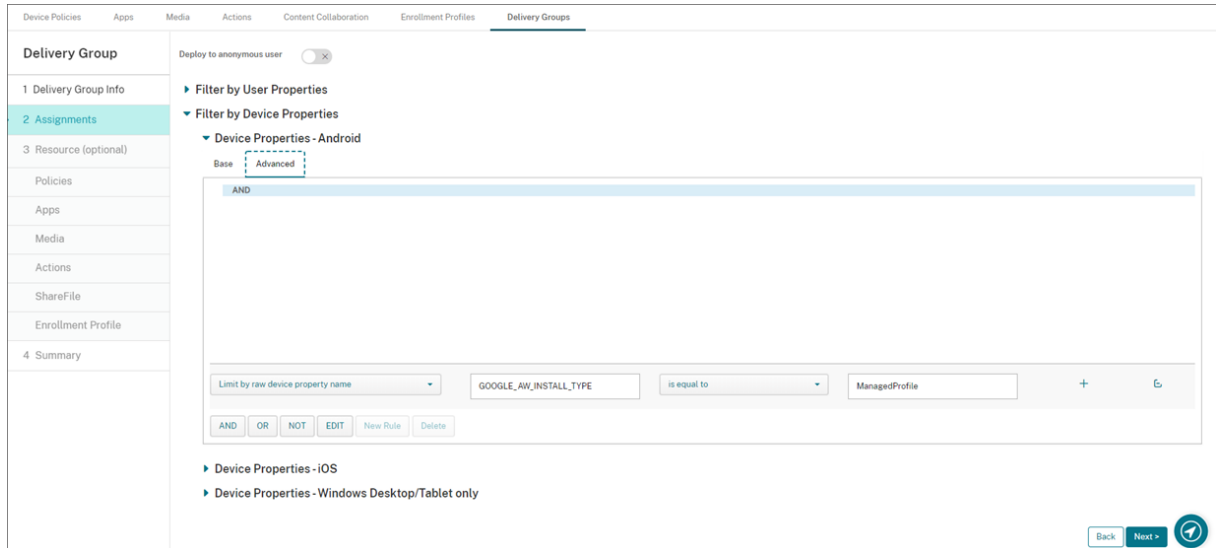 Device Policies Apps Media Actions Content Collaboration Enrollment Profiles Delivery Groups
Delivery Group
1 Delivery Group Info
2 Assignments
3 Resource (optional)
Policies
Apps
Media
Actions
ShareFile
Enrollment Profile
4 Summary
Deploy to anonymous user
Filter by User Properties
Filter by Device Properties
Device Properties - Android
Base Advanced
AND
Limit by raw device property name GOOGLE_AW_INSTALL_TYPE is equal to ManagedProfile
AND OR NOT EDIT New Rule Delete
Device Properties - iOS
Device Properties - Windows Desktop/Tablet only
Back Next >